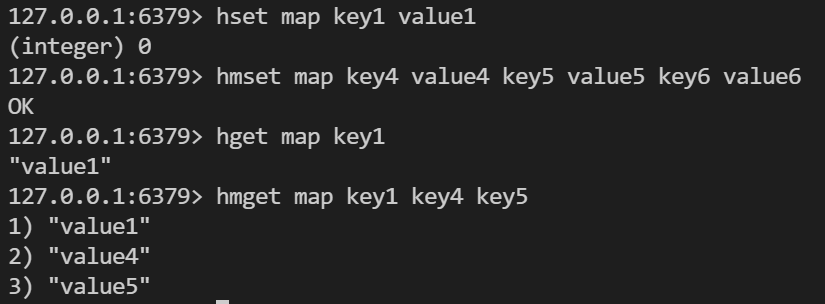 127.0.0.1:6379> hset map key1 value1
(integer) 0
127.0.0.1:6379> hmset map key4 value4 key5 value5 key6 value6
OK
127.0.0.1:6379> hget map key1
"value1"
127.0.0.1:6379> hmget map key1 key4 key5
1) "value1"
2) "value4"
3) "value5"